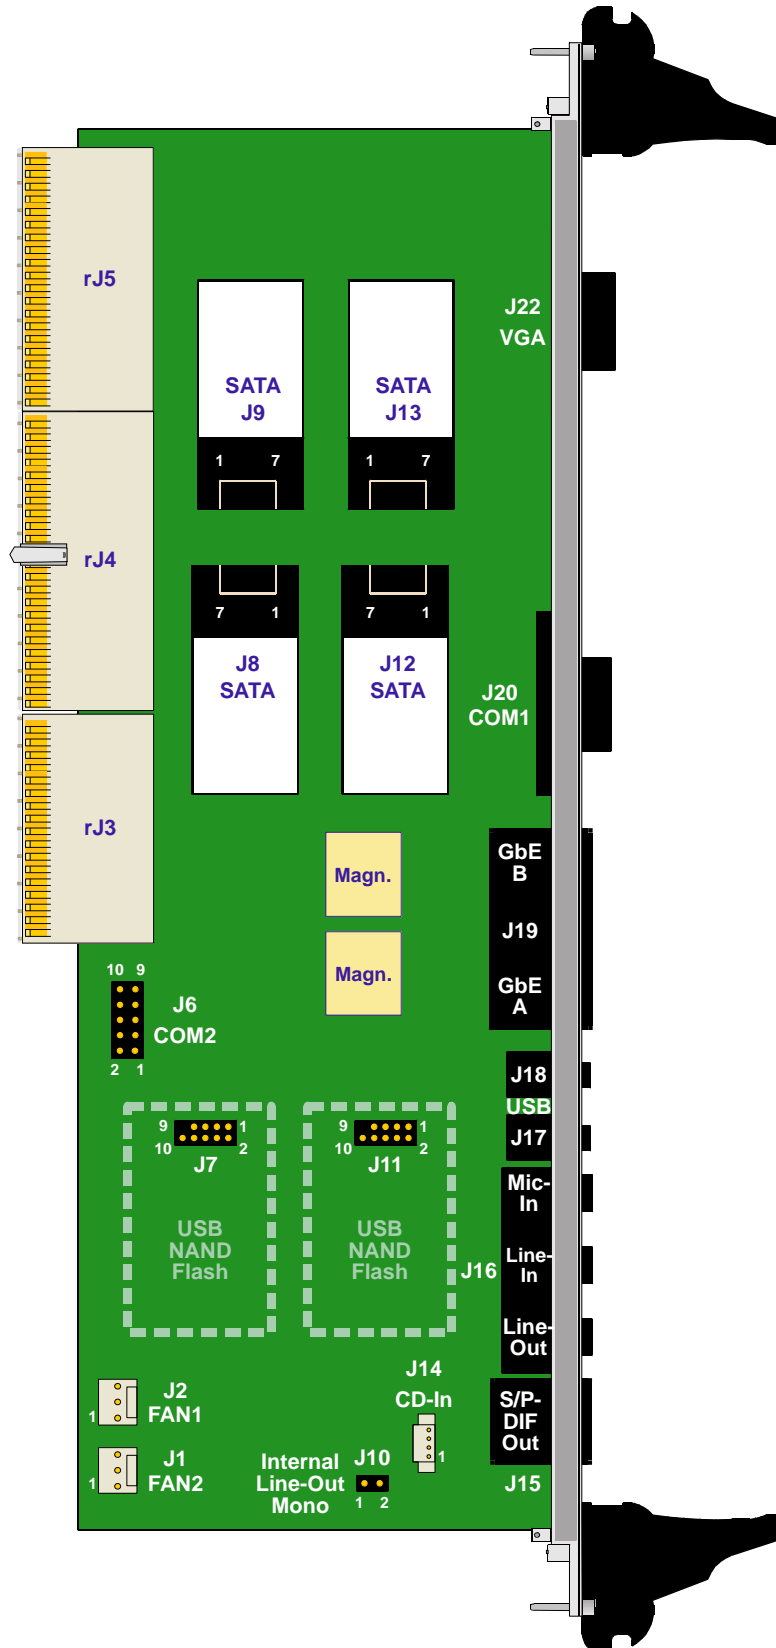 rJ5
J22
VGA
SATA
J9
SATA
J13
1 7
1 7
rJ4
7 1
7 1
J8
SATA
J12
SATA
J20
COM1
rJ3
Magn.
GbE
B
J19
Magn.
GbE
A
10 9
J6
COM2
2 1
J18
USB
J17
9 1
10 2
J7
9 1
10 2
J11
USB
NAND
Flash
USB
NAND
Flash
Mic-
In
J16
Line-
In
Line-
Out
J14
CD-In
1
J2
FAN1
1
S/P-
DIF
Out
J15
J1
FAN2
1
Internal
Line-Out
Mono
J10
1 2